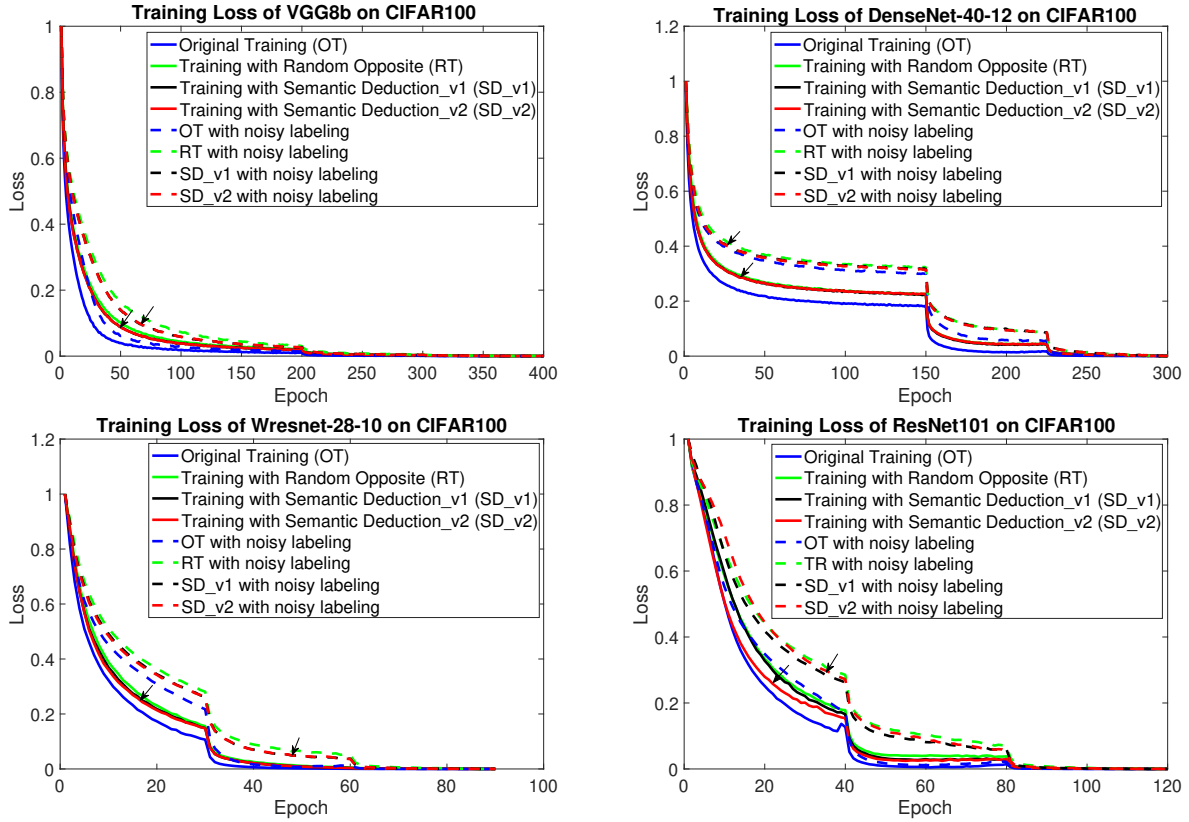 Training Loss of VGG8b on CIFAR100
1
0.8
0.6
0.4
0.2
0
Loss
Original Training (OT)
Training with Random Opposite (RT)
Training with Semantic Deduction_v1 (SD_v1)
Training with Semantic Deduction_v2 (SD_v2)
OT with noisy labeling
RT with noisy labeling
SD_v1 with noisy labeling
SD_v2 with noisy labeling
0 50 100 150 200 250 300 350 400
Epoch
Training Loss of DenseNet-40-12 on CIFAR100
1.2
1
0.8
0.6
0.4
0.2
0
Loss
Original Training (OT)
Training with Random Opposite (RT)
Training with Semantic Deduction_v1 (SD_v1)
Training with Semantic Deduction_v2 (SD_v2)
OT with noisy labeling
RT with noisy labeling
SD_v1 with noisy labeling
SD_v2 with noisy labeling
0 50 100 150 200 250 300
Epoch
Training Loss of Wresnet-28-10 on CIFAR100
1.2
1
0.8
0.6
0.4
0.2
0
Loss
Original Training (OT)
Training with Random Opposite (RT)
Training with Semantic Deduction_v1 (SD_v1)
Training with Semantic Deduction_v2 (SD_v2)
OT with noisy labeling
RT with noisy labeling
SD_v1 with noisy labeling
SD_v2 with noisy labeling
0 20 40 60 80 100
Epoch
Training Loss of ResNet101 on CIFAR100
1
0.8
0.6
0.4
0.2
0
Loss
Original Training (OT)
Training with Random Opposite (RT)
Training with Semantic Deduction_v1 (SD_v1)
Training with Semantic Deduction_v2 (SD_v2)
OT with noisy labeling
TR with noisy labeling
SD_v1 with noisy labeling
SD_v2 with noisy labeling
0 20 40 60 80 100 120
Epoch